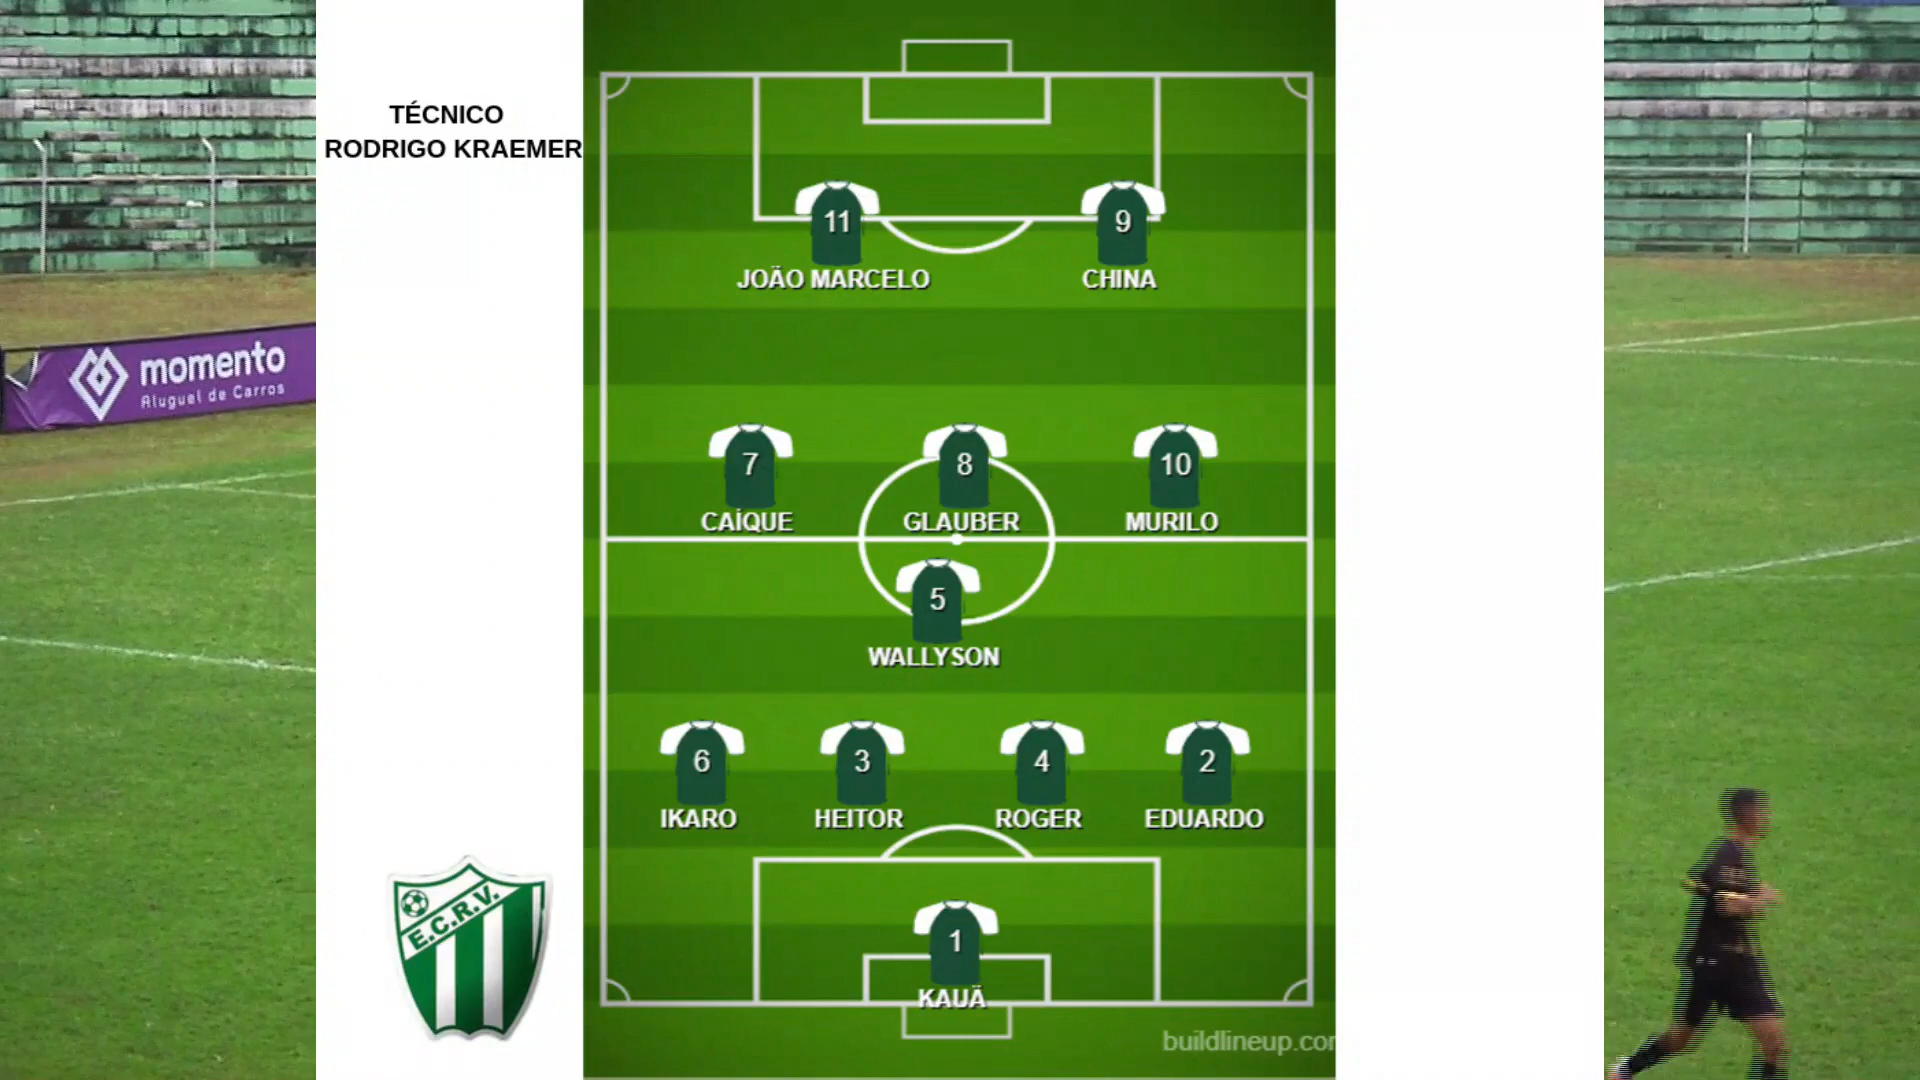 TÉCNICO
RODRIGO KRAEMER
momento
Aluguel de Carros
11
9
JOÃO MARCELO
CHINA
7
8
10
CAÍQUE
GLAUBER
MURILO
5
WALLYSON
6
3
4
2
IKARO
HEITOR
ROGER
EDUARDO
E.C.R.V.
1
KAUÃ
buildlineup.com